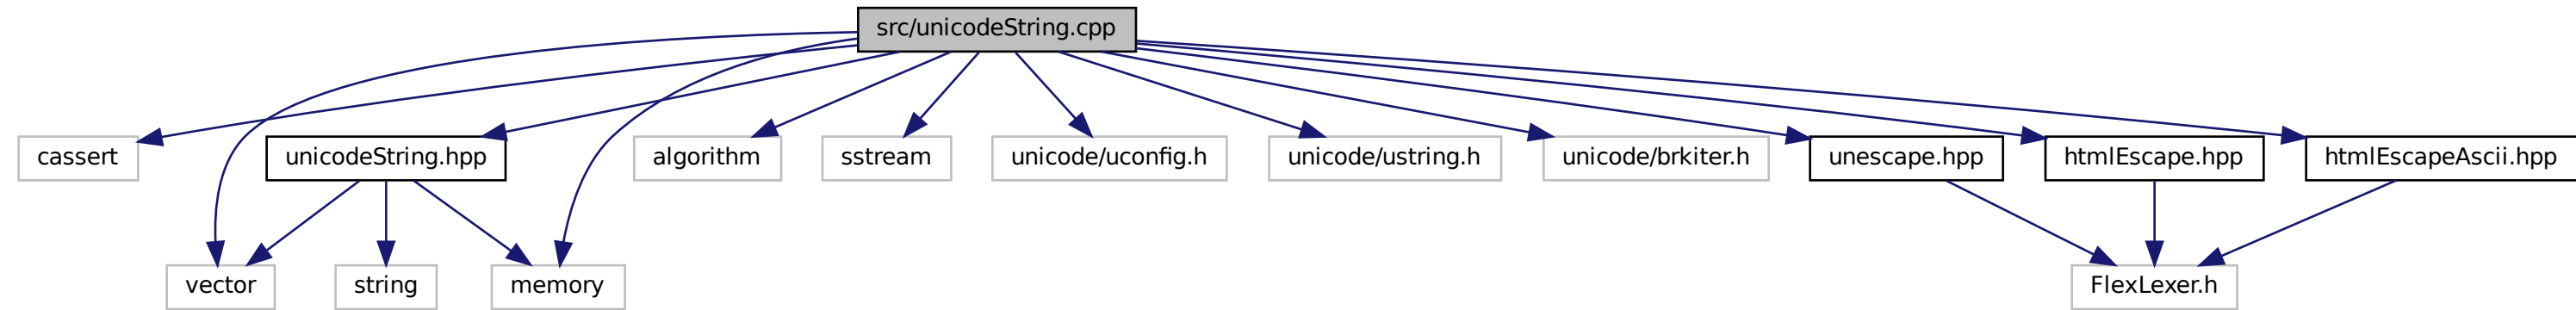 src/unicodeString.cpp
cassert
unicodeString.hpp
algorithm
sstream
unicode/uconfig.h
unicode/ustring.h
unicode/brkiter.h
unescape.hpp
htmlEscape.hpp
htmlEscapeAscii.hpp
vector
string
memory
FlexLexer.h